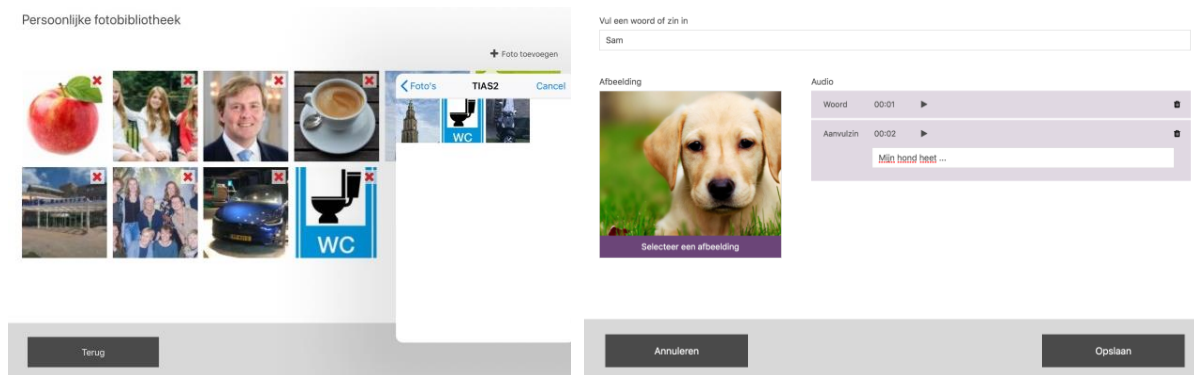 Persoonlijke fotobibliotheek
Foto toevoegen
Foto's TIAS2 Cancel
WC
WC
Terug
Vul een woord of zin in
Sam
Afbeelding
Audio
Woord 00:01
Aanvulzin 00:02
Mijn hond heet ...
Selecteer een afbeelding
Annuleren
Opslaan